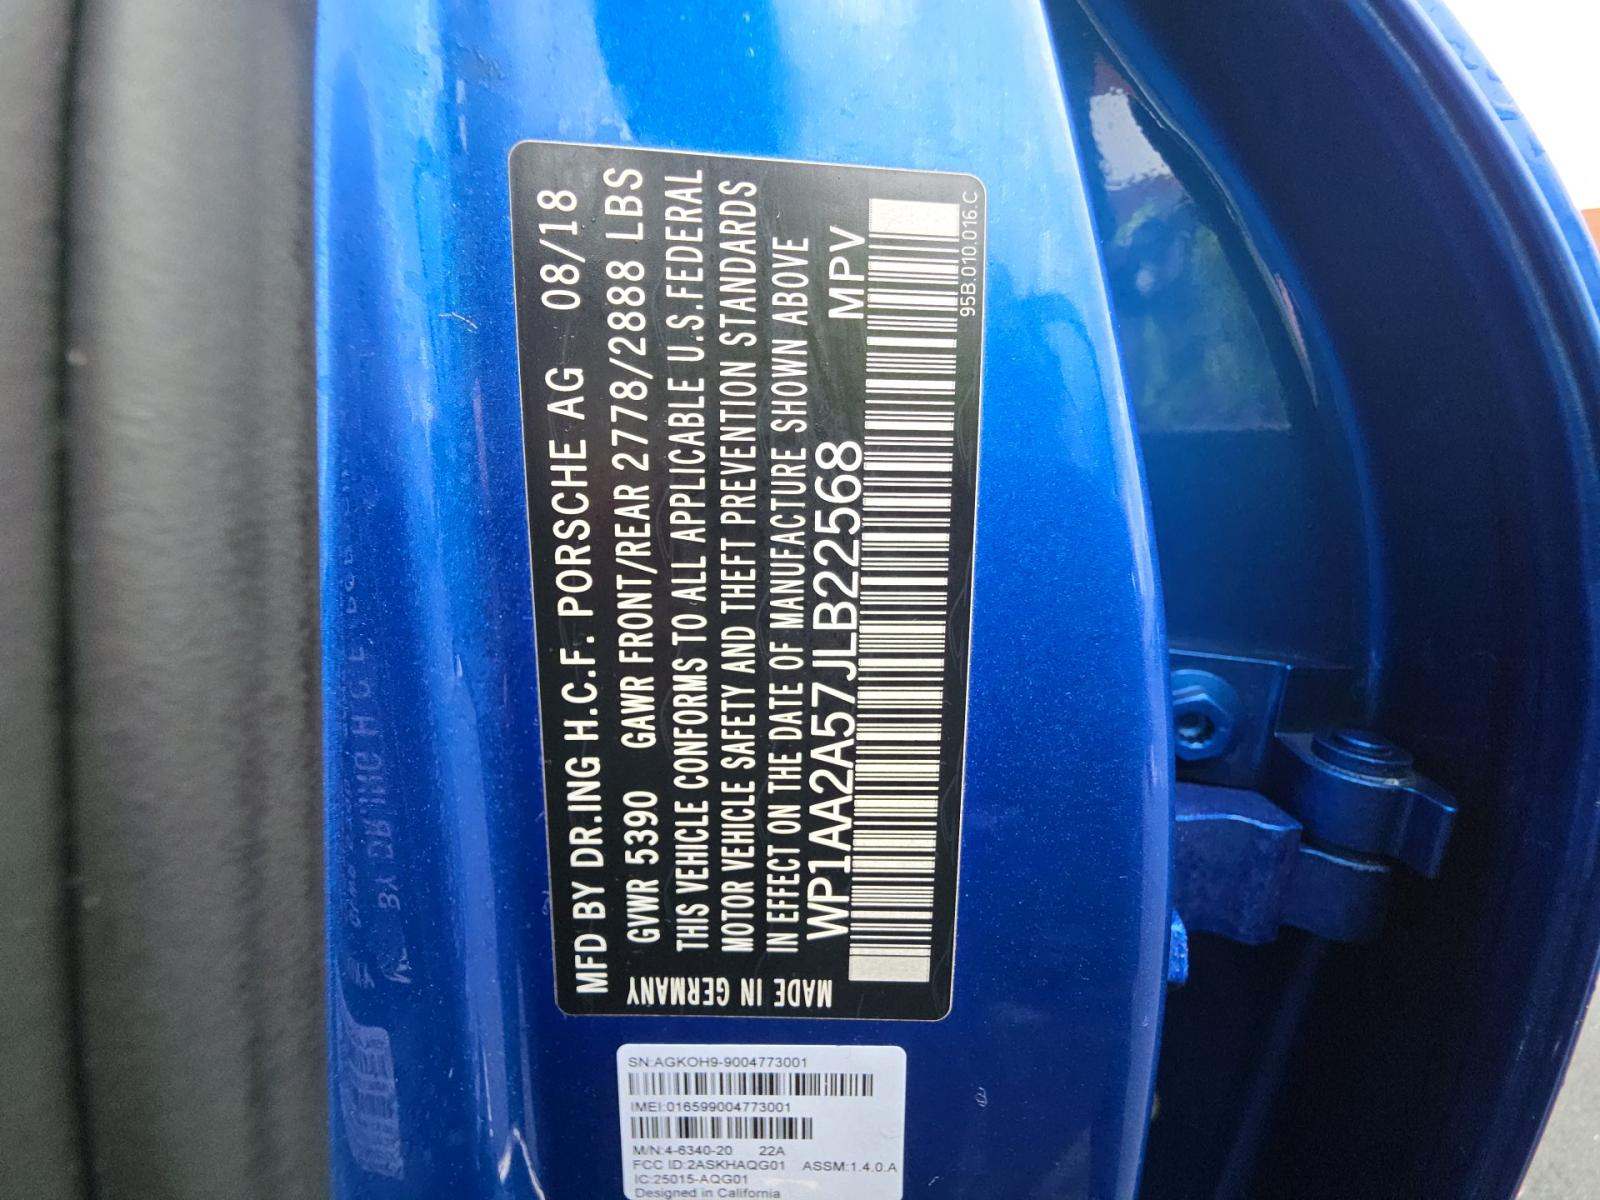 MFD BY DR.ING H.C.F. PORSCHE AG 08/18
GVWR 5390 GAWR FRONT/REAR 2778/2888 LBS
THIS VEHICLE CONFORMS TO ALL APPLICABLE U.S.FEDERAL
MOTOR VEHICLE SAFETY AND THEFT PREVENTION STANDARDS
IN EFFECT ON THE DATE OF MANUFACTURE SHOWN ABOVE
WP1AA2A57JLB22568 MPV
MADE IN GERMANY
95B.010.016.C
SN:AGKOH9-9004773001
IMEI:016599004773001
M/N:4-6340-20 22A
FCC ID:2ASKHAQG01 ASSM:1.4.0.A
IC:25015-AQG01
Designed in California